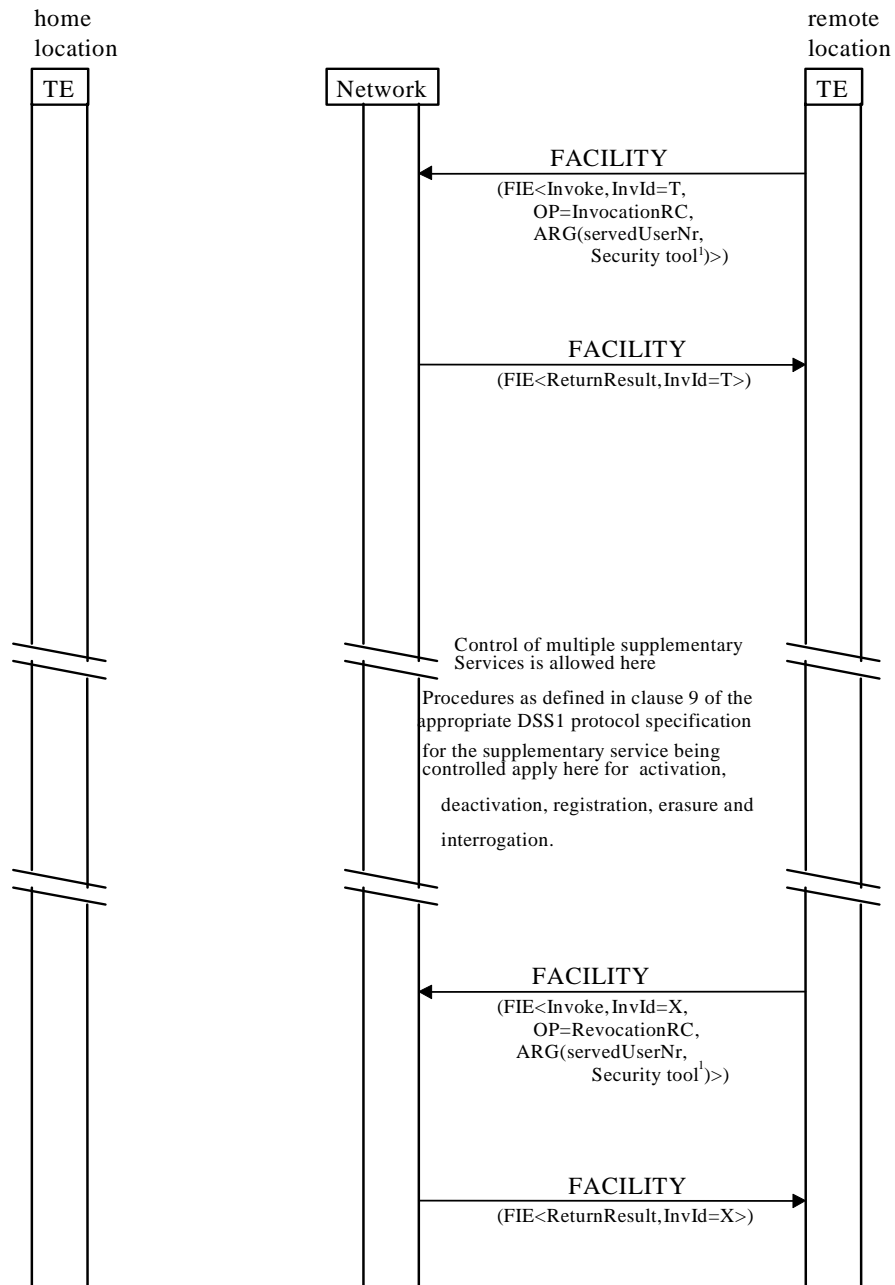 home
location
remote
location
TE
Network
TE
FACILITY
(FIE<Invoke,InvId=T,
OP=InvocationRC,
ARG(servedUserNr,
Security tool¹)>)
FACILITY
(FIE<ReturnResult,InvId=T>)
Control of multiple supplementary
Services is allowed here
Procedures as defined in clause 9 of the
appropriate DSS1 protocol specification
for the supplementary service being
controlled apply here for activation,
deactivation, registration, erasure and
interrogation.
FACILITY
(FIE<Invoke,InvId=X,
OP=RevocationRC,
ARG(servedUserNr,
Security tool¹)>)
FACILITY
(FIE<ReturnResult,InvId=X>)